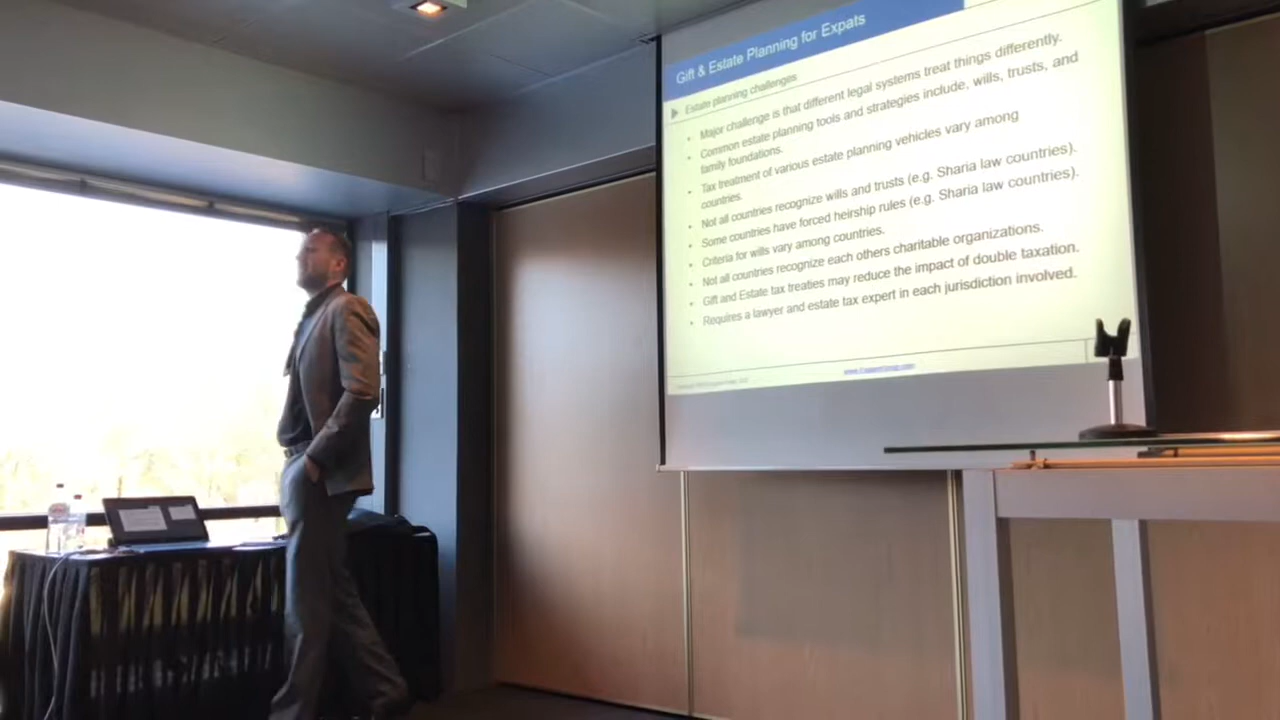 Gift & Estate Planning for Expats
Estate planning challenges
• Major challenge is that different legal systems treat things differently.
• Common estate planning tools and strategies include, wills, trusts, and
family foundations.
• Tax treatment of various estate planning vehicles vary among
countries.
• Not all countries recognize wills and trusts (e.g. Sharia law countries).
• Some countries have forced heirship rules (e.g. Sharia law countries).
• Criteria for wills vary among countries.
• Not all countries recognize each others charitable organizations.
• Gift and Estate tax treaties may reduce the impact of double taxation.
• Requires a lawyer and estate tax expert in each jurisdiction involved.